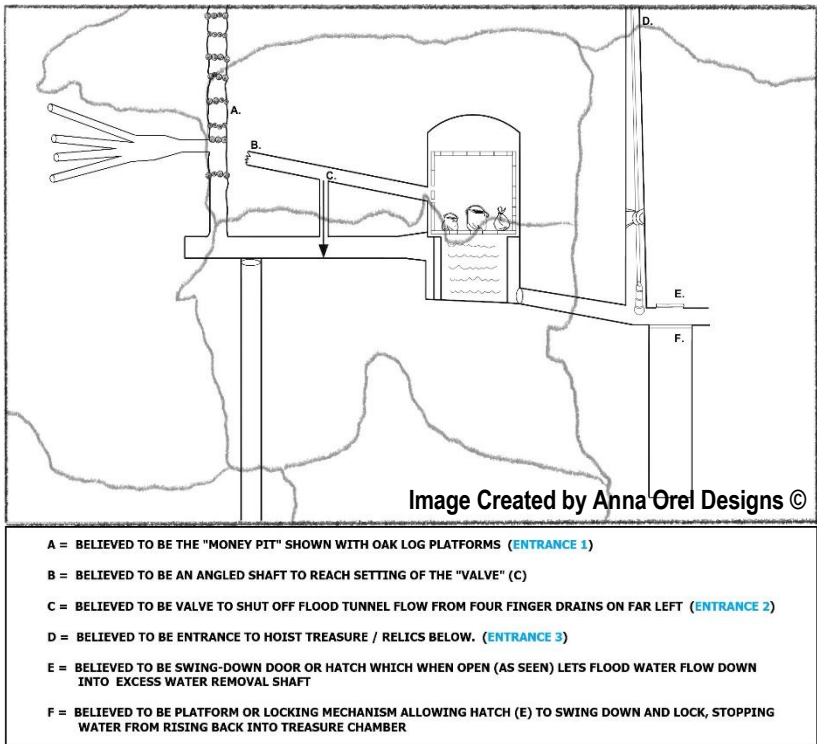 D.
A.
B.
C.
E.
F.
Image Created by Anna Orel Designs ©
A = BELIEVED TO BE THE "MONEY PIT" SHOWN WITH OAK LOG PLATFORMS (ENTRANCE 1)
B = BELIEVED TO BE AN ANGLED SHAFT TO REACH SETTING OF THE "VALVE" (C)
C = BELIEVED TO BE VALVE TO SHUT OFF FLOOD TUNNEL FLOW FROM FOUR FINGER DRAINS ON FAR LEFT (ENTRANCE 2)
D = BELIEVED TO BE ENTRANCE TO HOIST TREASURE / RELICS BELOW. (ENTRANCE 3)
E = BELIEVED TO BE SWING-DOWN DOOR OR HATCH WHICH WHEN OPEN (AS SEEN) LETS FLOOD WATER FLOW DOWN
INTO EXCESS WATER REMOVAL SHAFT
F = BELIEVED TO BE PLATFORM OR LOCKING MECHANISM ALLOWING HATCH (E) TO SWING DOWN AND LOCK, STOPPING
WATER FROM RISING BACK INTO TREASURE CHAMBER